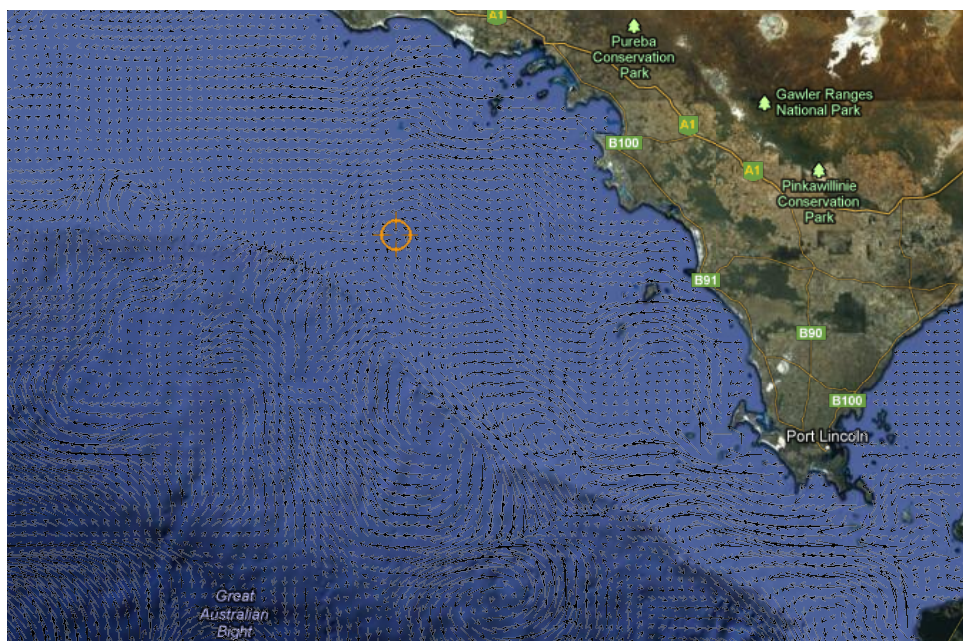 A1
Pureba
Conservation
Park
Gawler Ranges
National Park
A1
B100
A1
Pinkawillinie
Conservation
Park
B91
B90
B100
Port Lincoln
Great
Australian
Bight